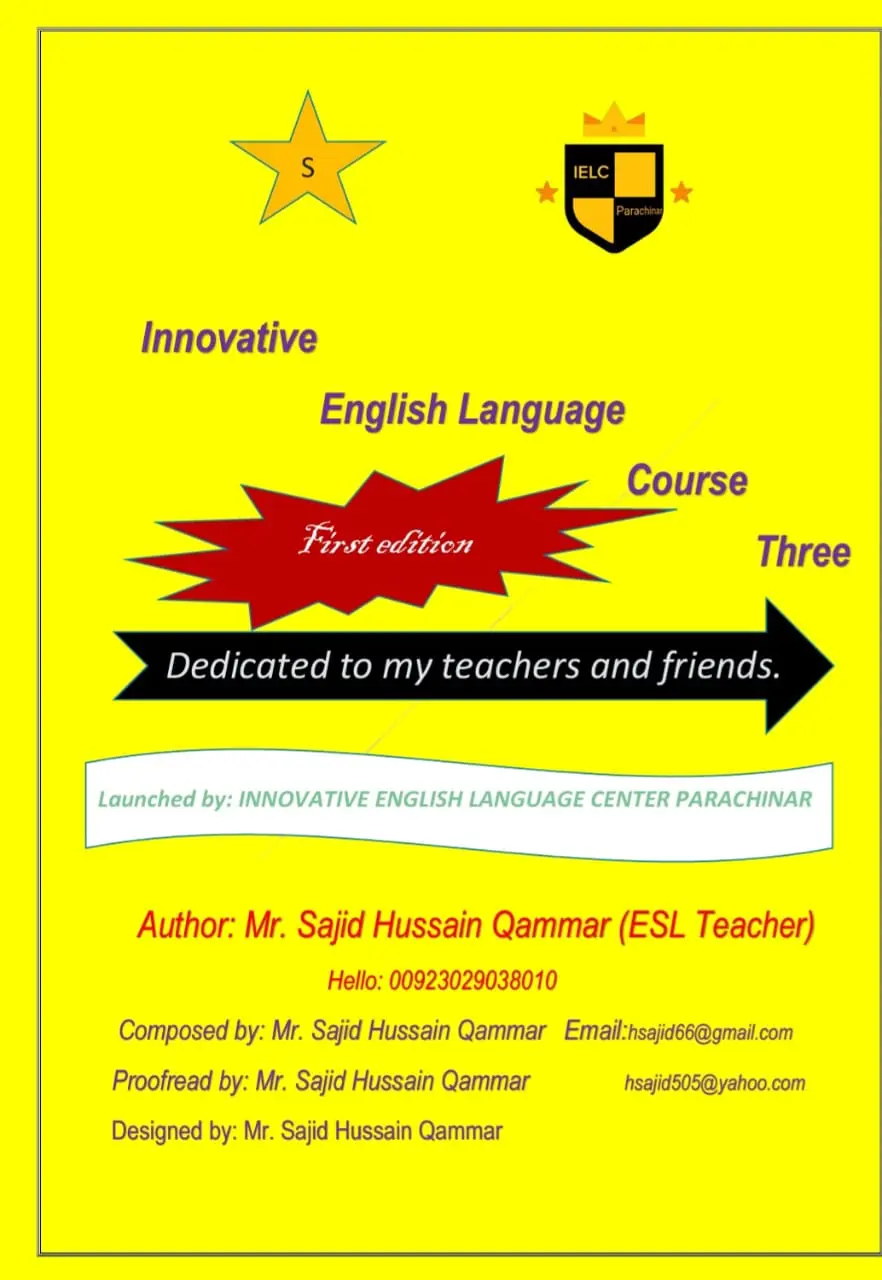 S
IELC
Parachinar
Innovative
English Language
Course
Three
First edition
Dedicated to my teachers and friends.
Launched by: INNOVATIVE ENGLISH LANGUAGE CENTER PARACHINAR
Author: Mr. Sajid Hussain Qammar (ESL Teacher)
Hello: 00923029038010
Composed by: Mr. Sajid Hussain Qammar Email:hsajid66@gmail.com
Proofread by: Mr. Sajid Hussain Qammar hsajid505@yahoo.com
Designed by: Mr. Sajid Hussain Qammar